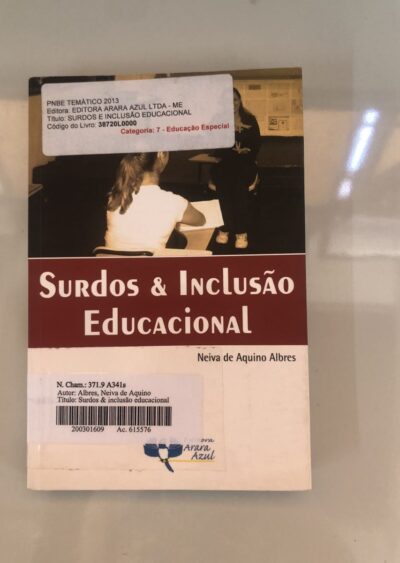 PNBE TEMÁTICO 2013
Editora: EDITORA ARARA AZUL LTDA - ME
Título: SURDOS E INCLUSÃO EDUCACIONAL
Código do Livro: 38720L0000
Categoria: 7 - Educação Especial
SURDOS & INCLUSÃO
EDUCACIONAL
Neiva de Aquino Albres
N. Cham.: 371.9 A341s
Autor: Albres, Neiva de Aquino
Título: Surdos & inclusão educacional
200301609 Ac. 615576
Arara
Azul